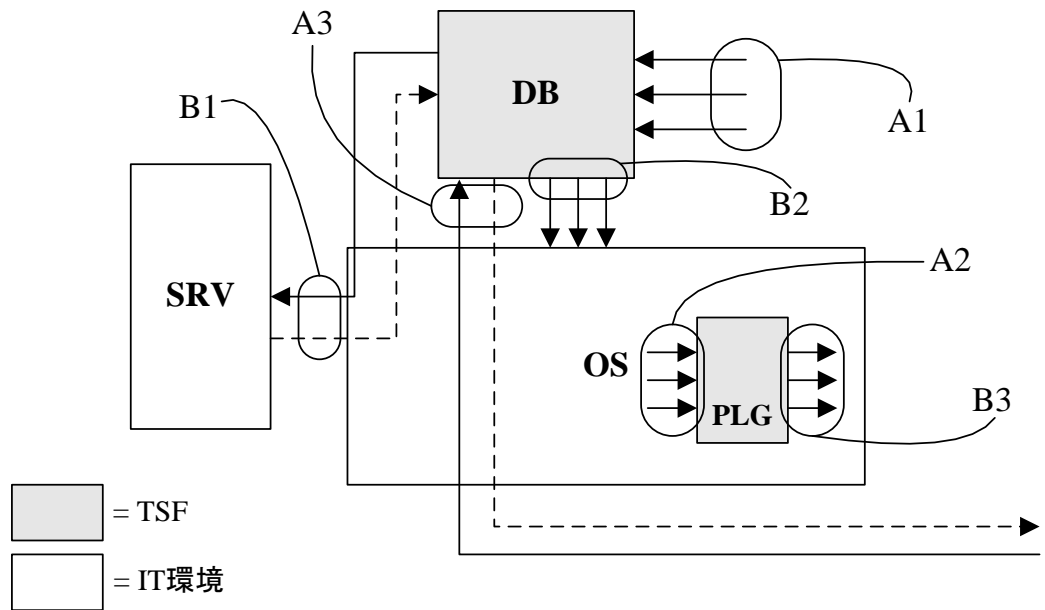 A3
DB
B1
A1
B2
SRV
A2
OS
PLG
B3
= TSF
= IT環境